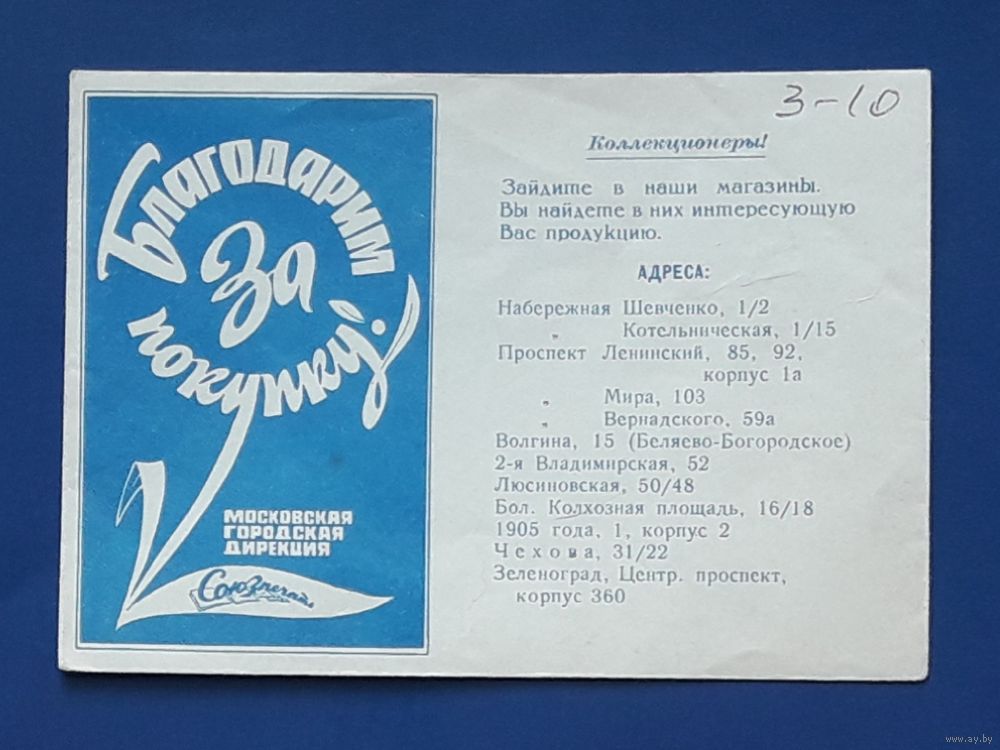 Благодарим
за
покупку!
МОСКОВСКАЯ
ГОРОДСКАЯ
ДИРЕКЦИЯ
Союзпечать
3-10
Коллекционеры!
Зайдите в наши магазины.
Вы найдете в них интересующую
Вас продукцию.
АДРЕСА:
Набережная Шевченко, 1/2
„ Котельническая, 1/15
Проспект Ленинский, 85, 92,
корпус 1а
„ Мира, 103
„ Вернадского, 59а
Волгина, 15 (Беляево-Богородское)
2-я Владимирская, 52
Люсиновская, 50/48
Бол. Колхозная площадь, 16/18
1905 года, 1, корпус 2
Чехова, 31/22
Зеленоград, Центр. проспект,
корпус 360
www.ay.by